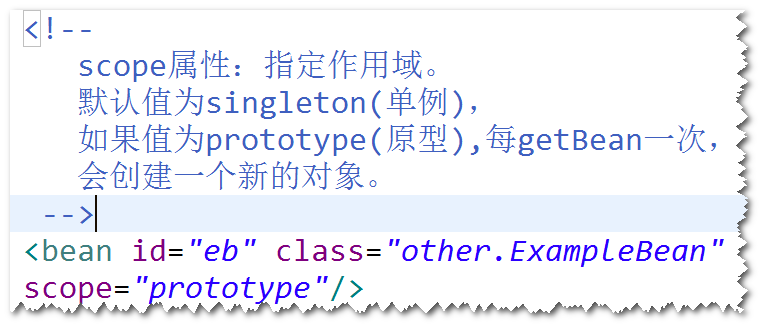 <!--
scope属性：指定作用域。
默认值为singleton(单例)，
如果值为prototype(原型),每getBean一次，
会创建一个新的对象。
-->
<bean id="eb" class="other.ExampleBean"
scope="prototype"/>